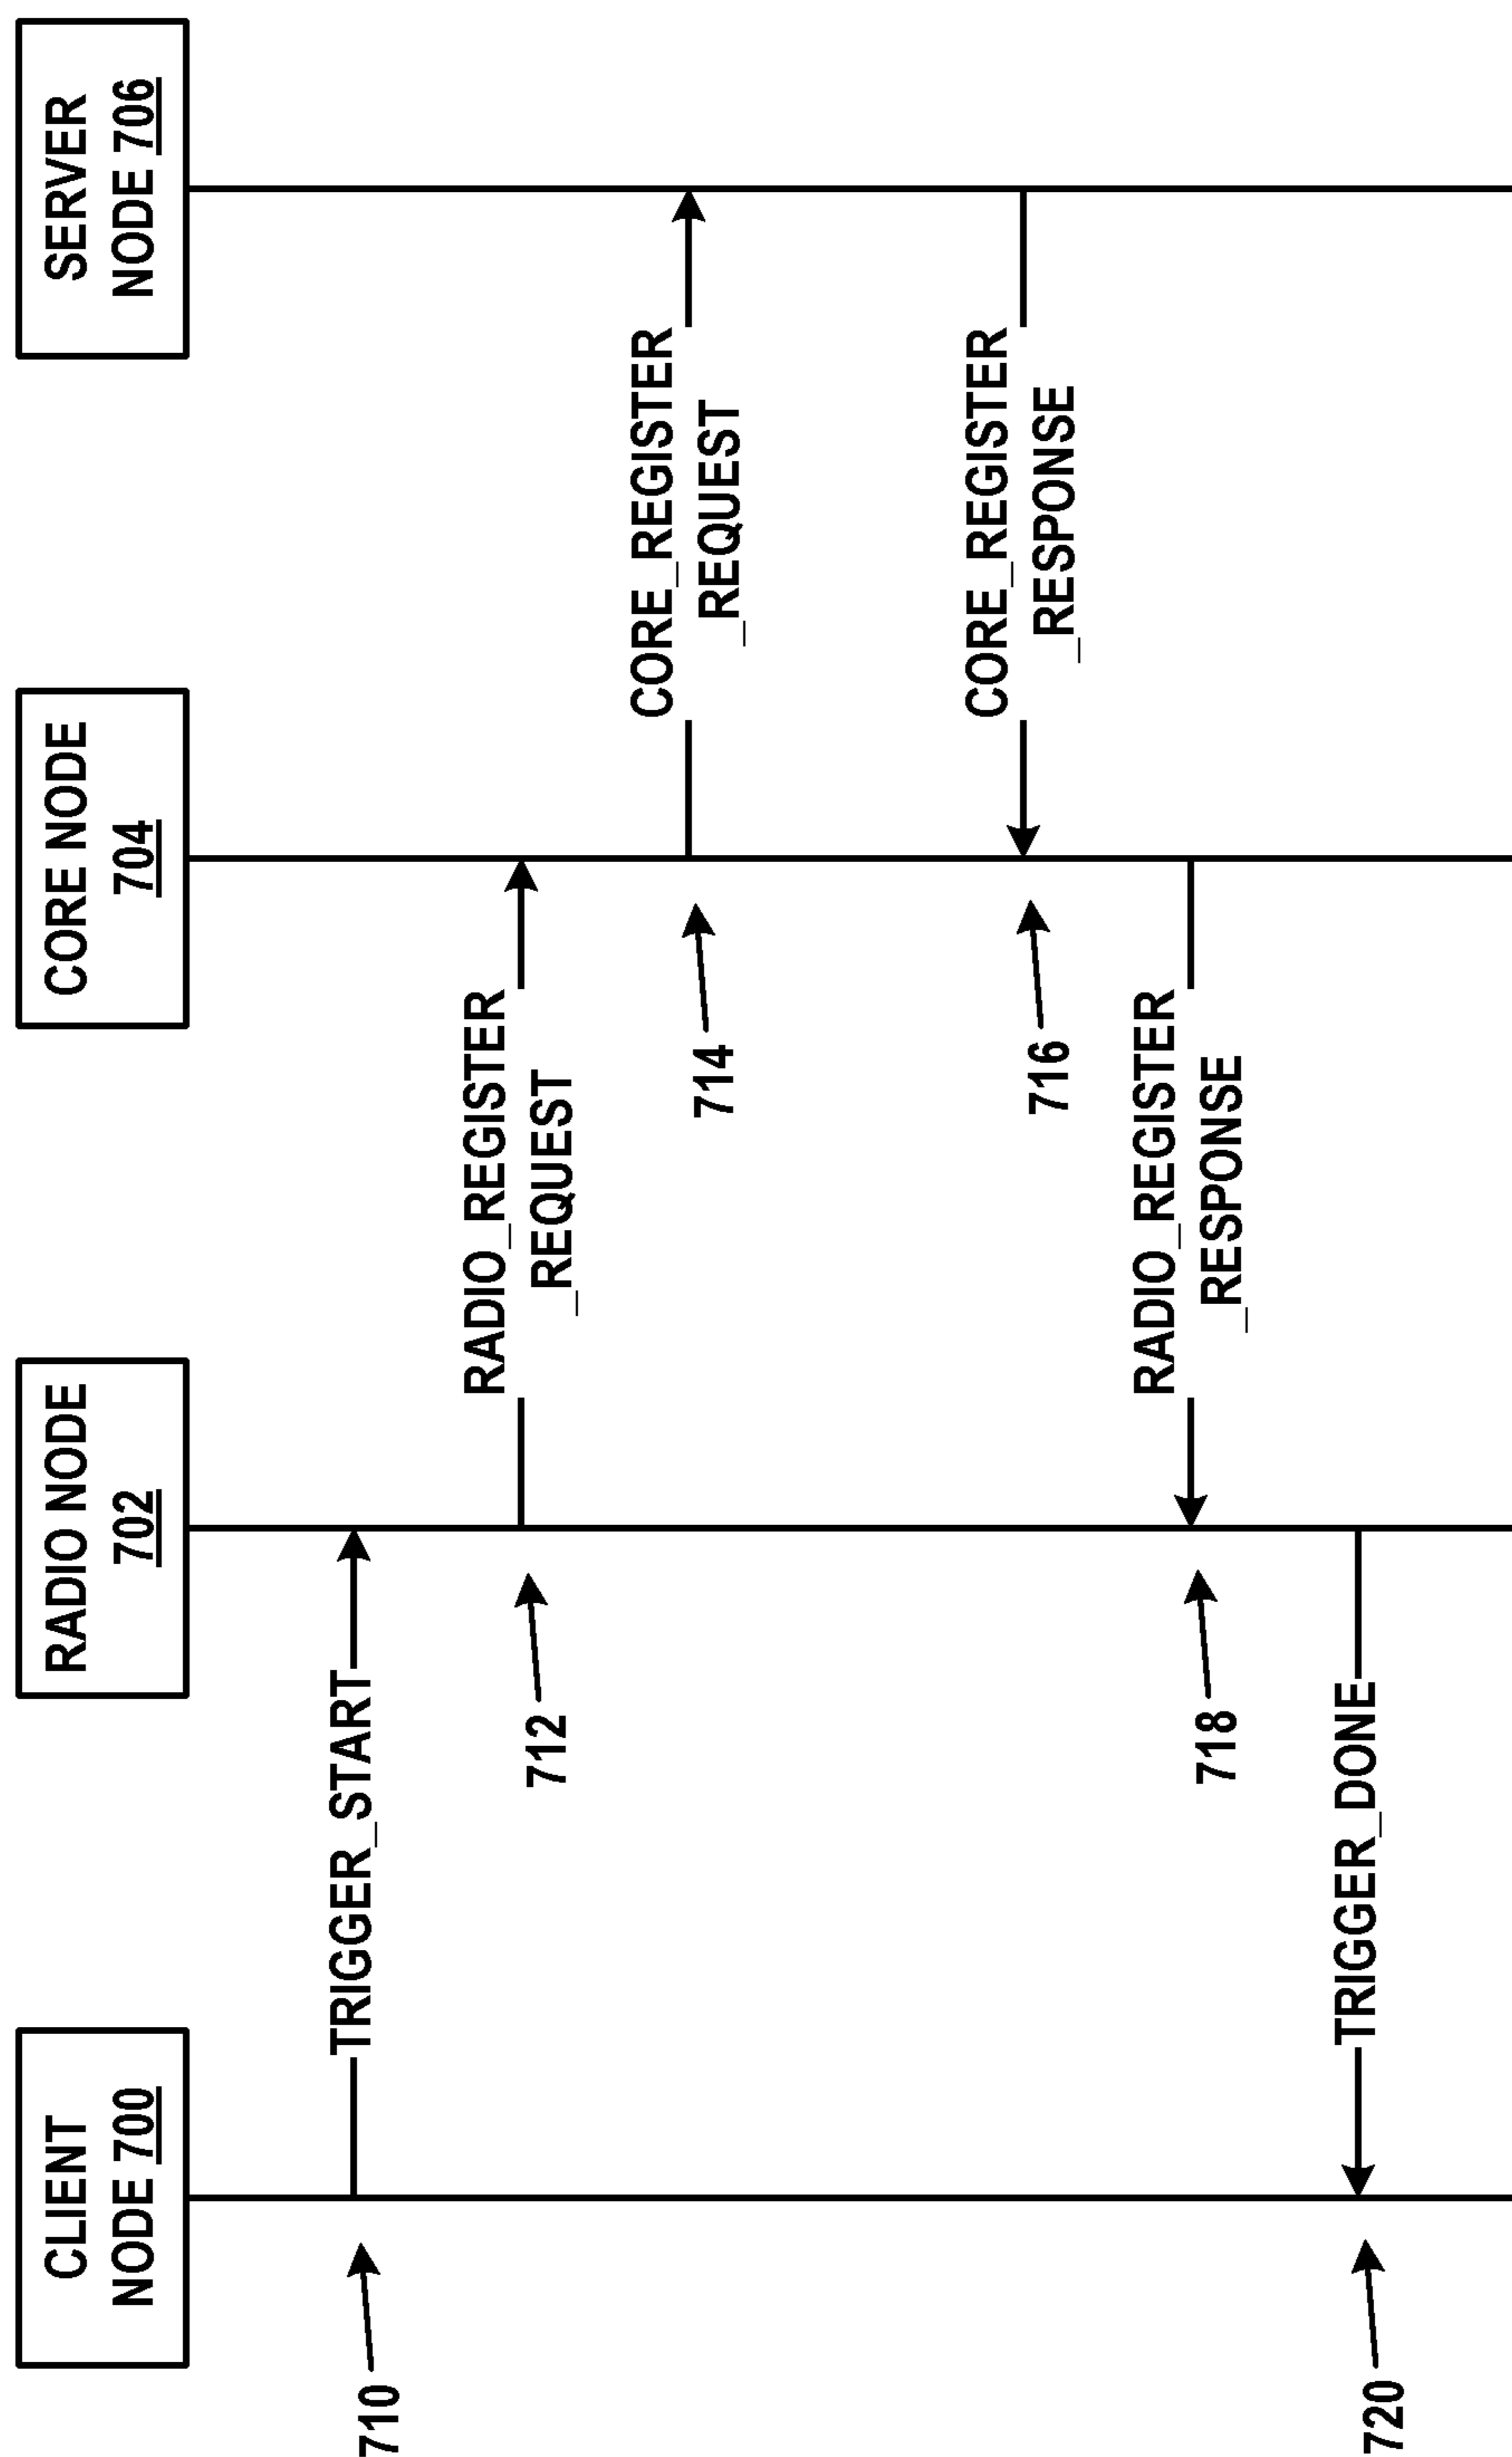 CLIENT
NODE 700
RADIO NODE
702
CORE NODE
704
SERVER
NODE 706
710
TRIGGER_START
712
RADIO_REGISTER
_REQUEST
714
CORE_REGISTER
_REQUEST
716
CORE_REGISTER
_RESPONSE
718
RADIO_REGISTER
_RESPONSE
720
TRIGGER_DONE